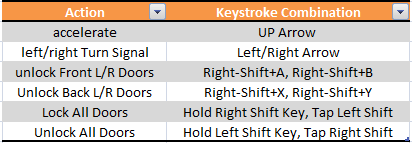 Action Keystroke Combination
accelerate UP Arrow
left/right Turn Signal Left/Right Arrow
unlock Front L/R Doors Right-Shift+A, Right-Shift+B
Unlock Back L/R Doors Right-Shift+X, Right-Shift+Y
Lock All Doors Hold Right Shift Key, Tap Left Shift
Unlock All Doors Hold Left Shift Key, Tap Right Shift